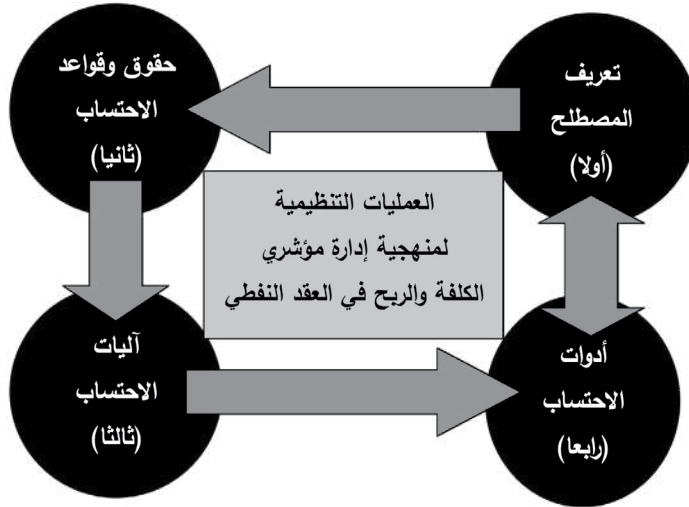 تعريف
المصطلح
(أولا)
حقوق وقواعد
الاحتساب
(ثانيا)
العمليات التنظيمية
لمنهجية إدارة مؤشري
الكلفة والربح في العقد النفطي
آليات
الاحتساب
(ثالثا)
أدوات
الاحتساب
(رابعا)